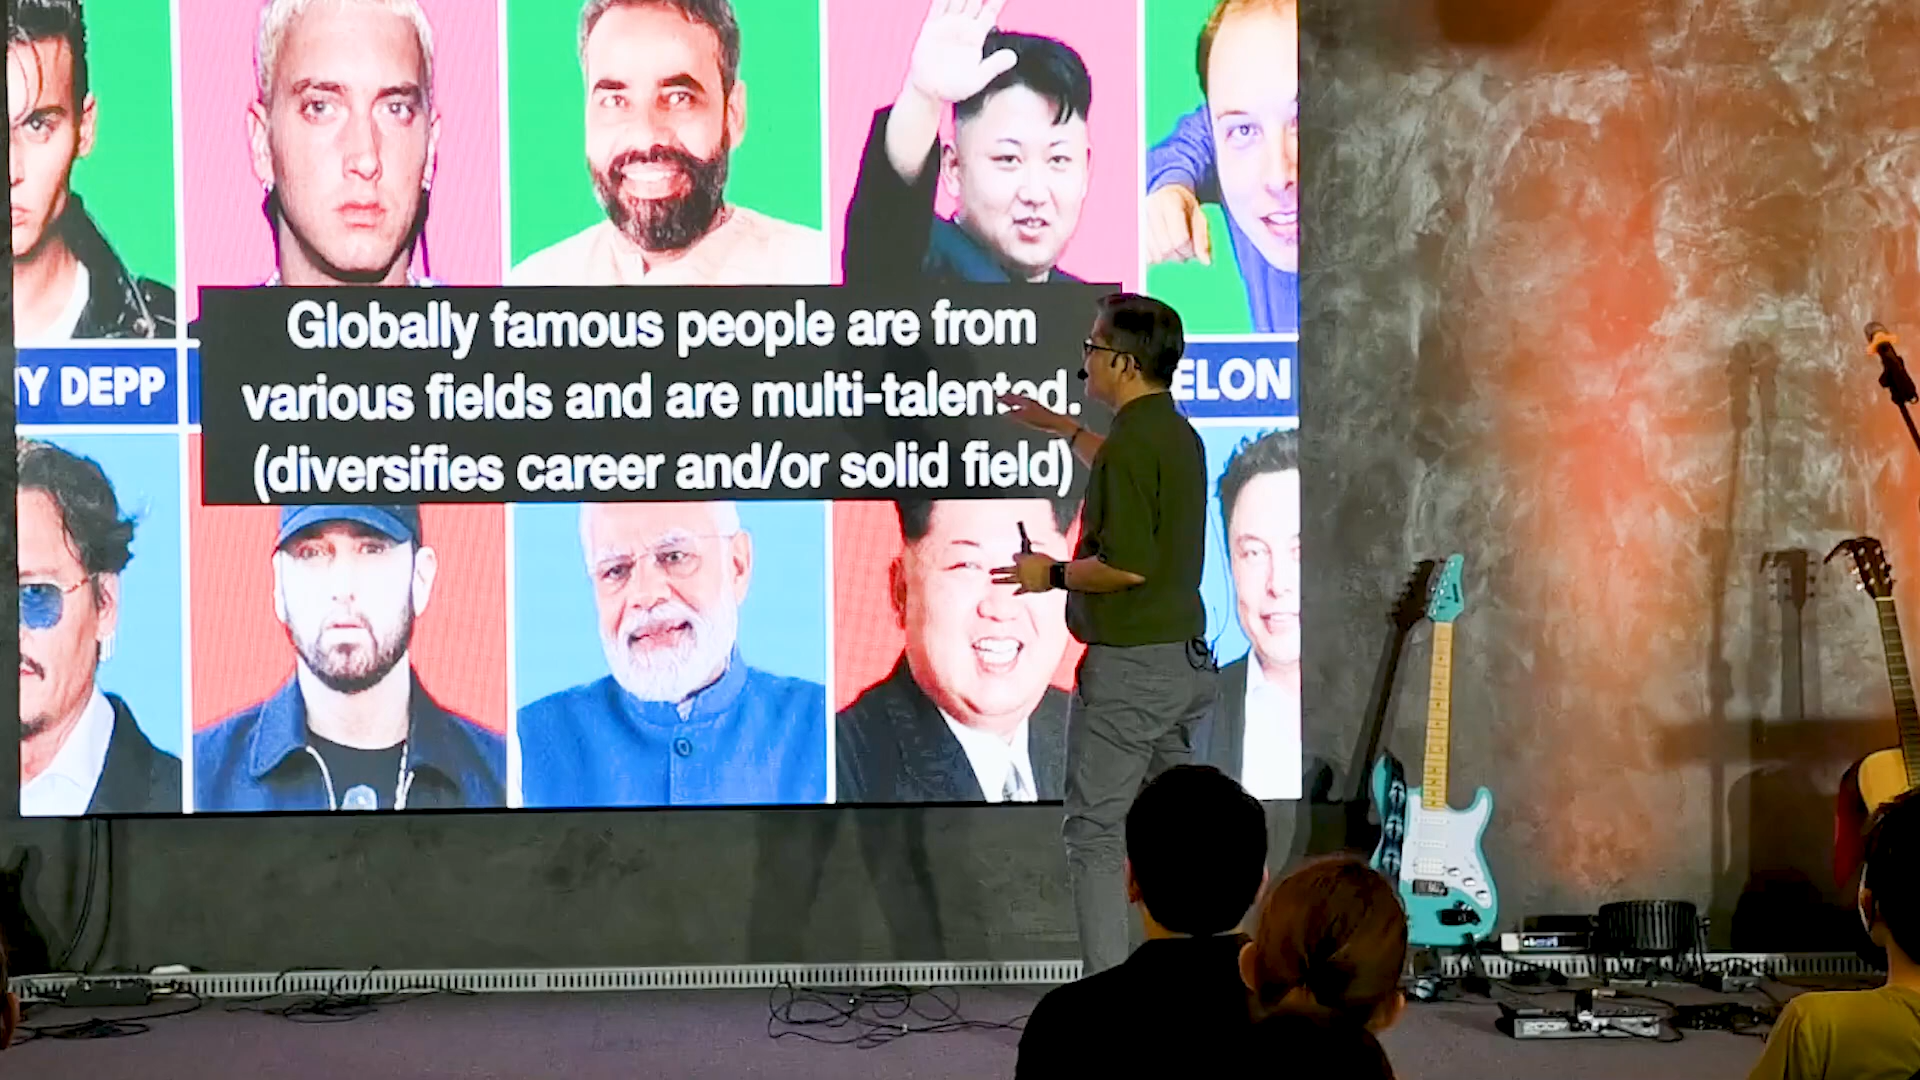 Globally famous people are from
Y DEPP
various fields and are multi-talented.
ELON
(diversifies career and/or solid field)
ZOOM